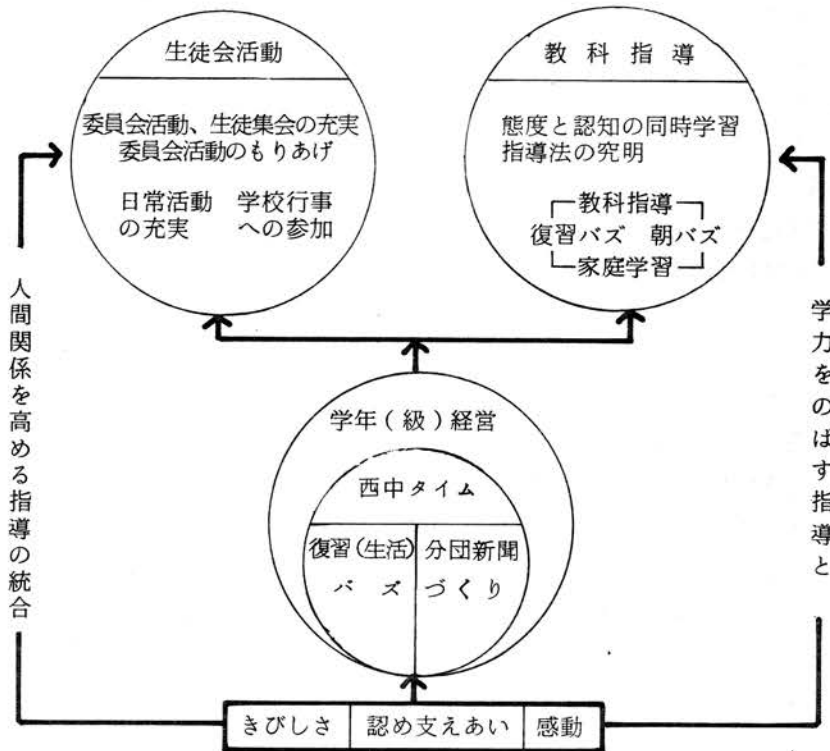 生徒会活動
委員会活動、生徒集会の充実
委員会活動のもりあげ
日常活動 学校行事
の充実 への参加
教科指導
態度と認知の同時学習
指導法の究明
教科指導
復習バズ 朝バズ
家庭学習
学力をのばす指導と
人間関係を高める指導の統合
学年(級)経営
西中タイム
復習(生活)
バズ
分団新聞
づくり
きびしさ 認め支えあい 感動